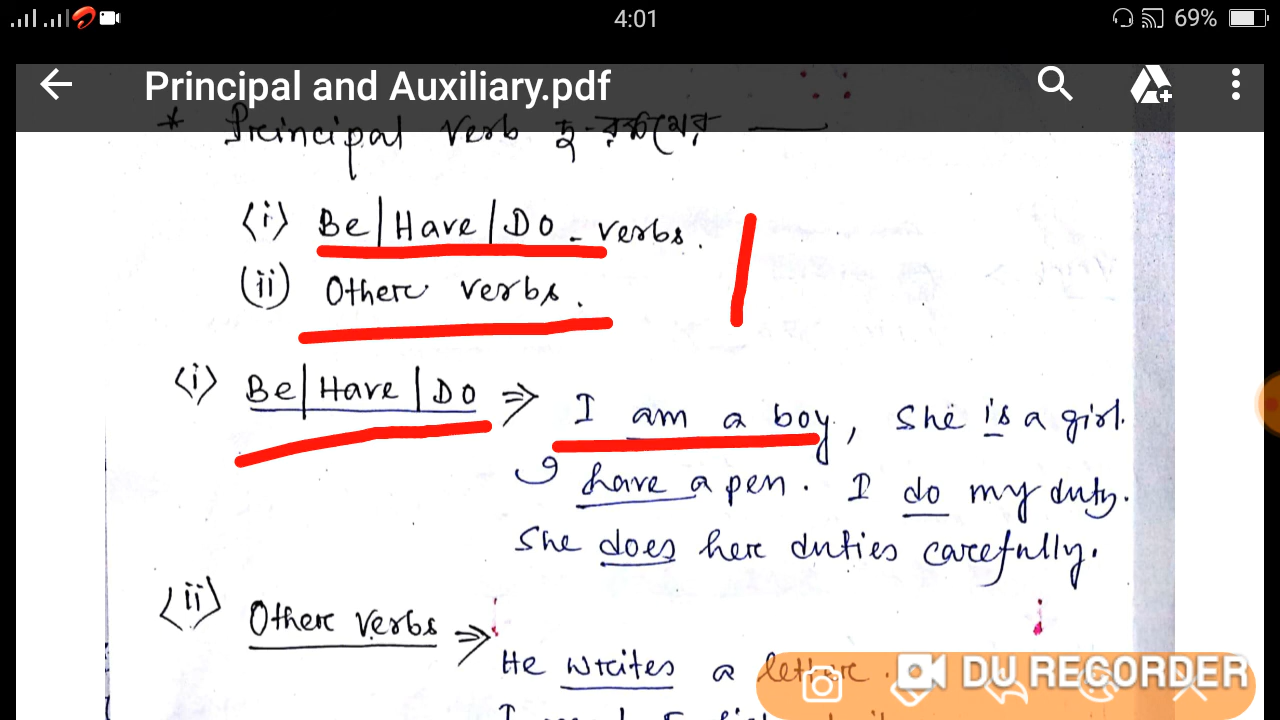 4:01
69%
Principal and Auxiliary.pdf
* Principal verb দু-রকমের —
(i) Be|Have|Do - verbs.
(ii) Other verbs.
(i) Be|Have|Do ⇒ I am a boy, She is a girl.
I have a pen. I do my duty.
She does her duties carefully.
(ii) Other verbs ⇒
He writes a letter.
DU RECORDER